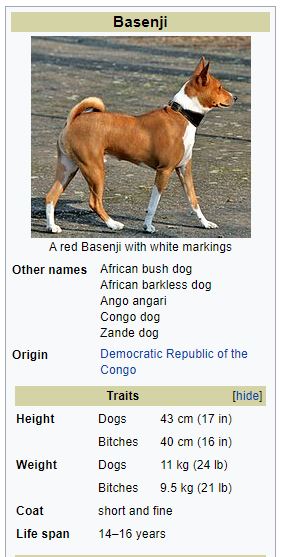 Basenji
A red Basenji with white markings
Other names African bush dog
African barkless dog
Ango angari
Congo dog
Zande dog
Origin Democratic Republic of the
Congo
Traits [hide]
Height Dogs 43 cm (17 in)
Bitches 40 cm (16 in)
Weight Dogs 11 kg (24 lb)
Bitches 9.5 kg (21 lb)
Coat short and fine
Life span 14–16 years